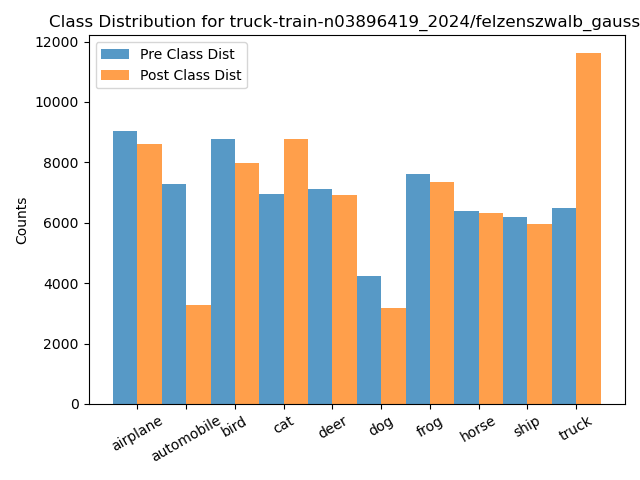 Class Distribution for truck-train-n03896419_2024/felzenszwalb_gauss
Pre Class Dist
Post Class Dist
12000
10000
8000
6000
4000
2000
0
Counts
airplane
automobile
bird
cat
deer
dog
frog
horse
ship
truck